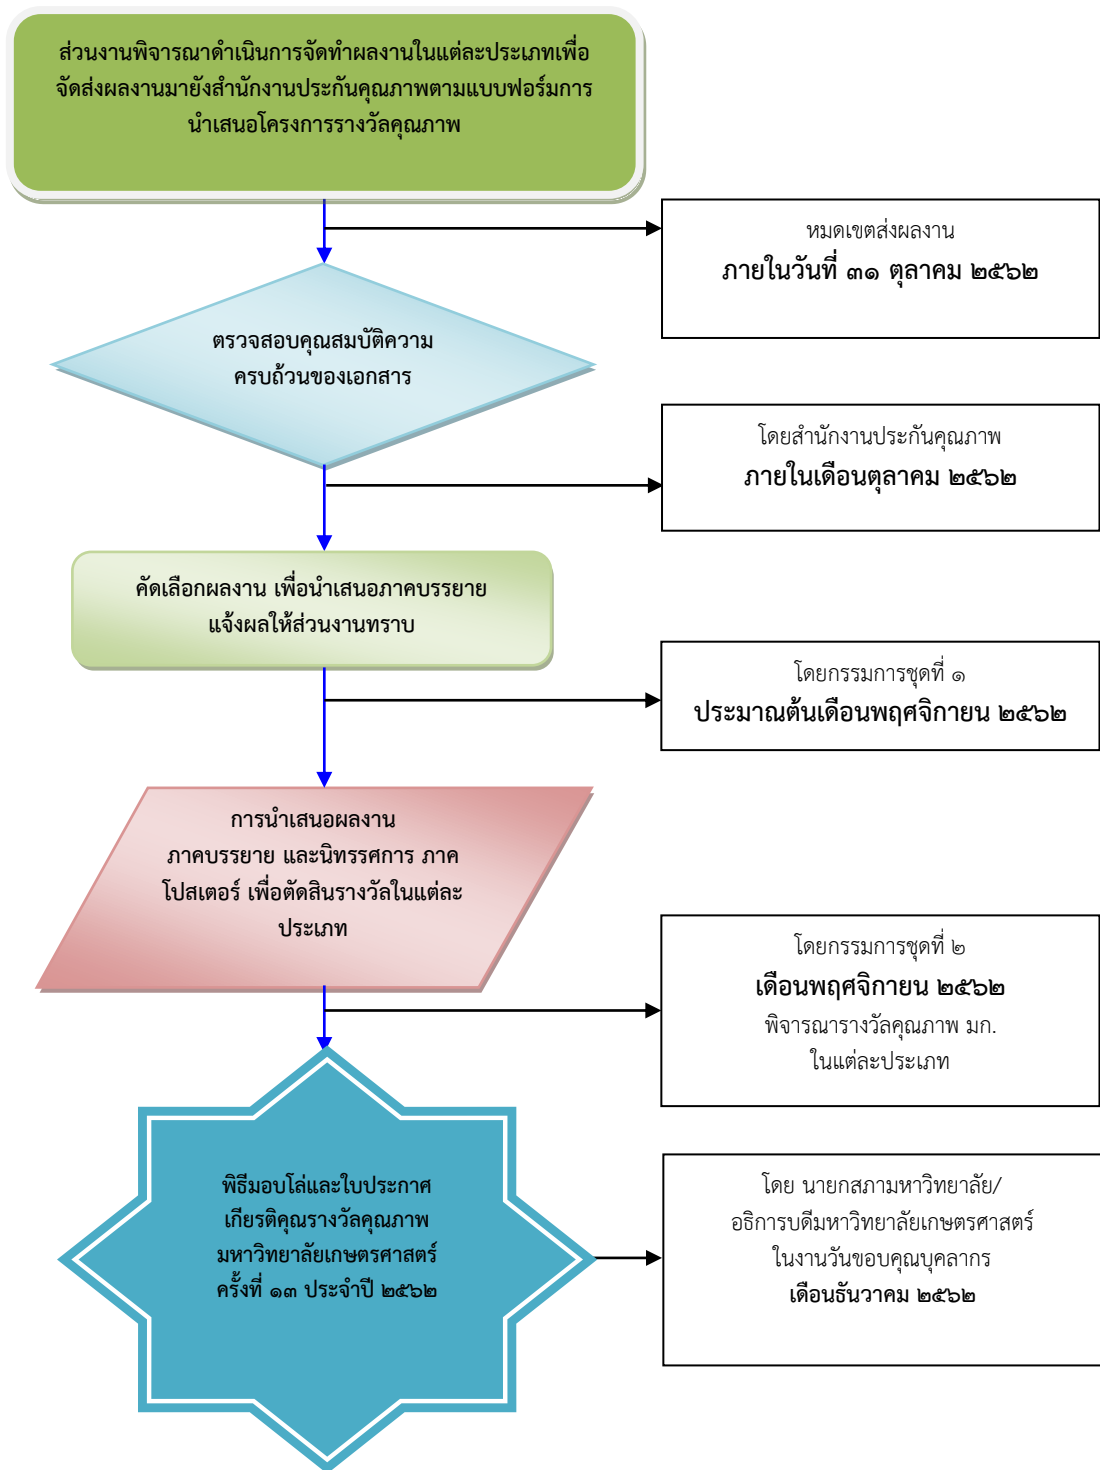 ส่วนงานพิจารณาดำเนินการจัดทำผลงานในแต่ละประเภทเพื่อ
จัดส่งผลงานมายังสำนักงานประกันคุณภาพตามแบบฟอร์มการ
นำเสนอโครงการรางวัลคุณภาพ
หมดเขตส่งผลงาน
ภายในวันที่ ๓๑ ตุลาคม ๒๕๖๒
ตรวจสอบคุณสมบัติความ
ครบถ้วนของเอกสาร
โดยสำนักงานประกันคุณภาพ
ภายในเดือนตุลาคม ๒๕๖๒
คัดเลือกผลงาน เพื่อนำเสนอภาคบรรยาย
แจ้งผลให้ส่วนงานทราบ
โดยกรรมการชุดที่ ๑
ประมาณต้นเดือนพฤศจิกายน ๒๕๖๒
การนำเสนอผลงาน
ภาคบรรยาย และนิทรรศการ ภาค
โปสเตอร์ เพื่อตัดสินรางวัลในแต่ละ
ประเภท
โดยกรรมการชุดที่ ๒
เดือนพฤศจิกายน ๒๕๖๒
พิจารณารางวัลคุณภาพ มก.
ในแต่ละประเภท
พิธีมอบโล่และใบประกาศ
เกียรติคุณรางวัลคุณภาพ
มหาวิทยาลัยเกษตรศาสตร์
ครั้งที่ ๑๓ ประจำปี ๒๕๖๒
โดย นายกสภามหาวิทยาลัย/
อธิการบดีมหาวิทยาลัยเกษตรศาสตร์
ในงานวันขอบคุณบุคลากร
เดือนธันวาคม ๒๕๖๒